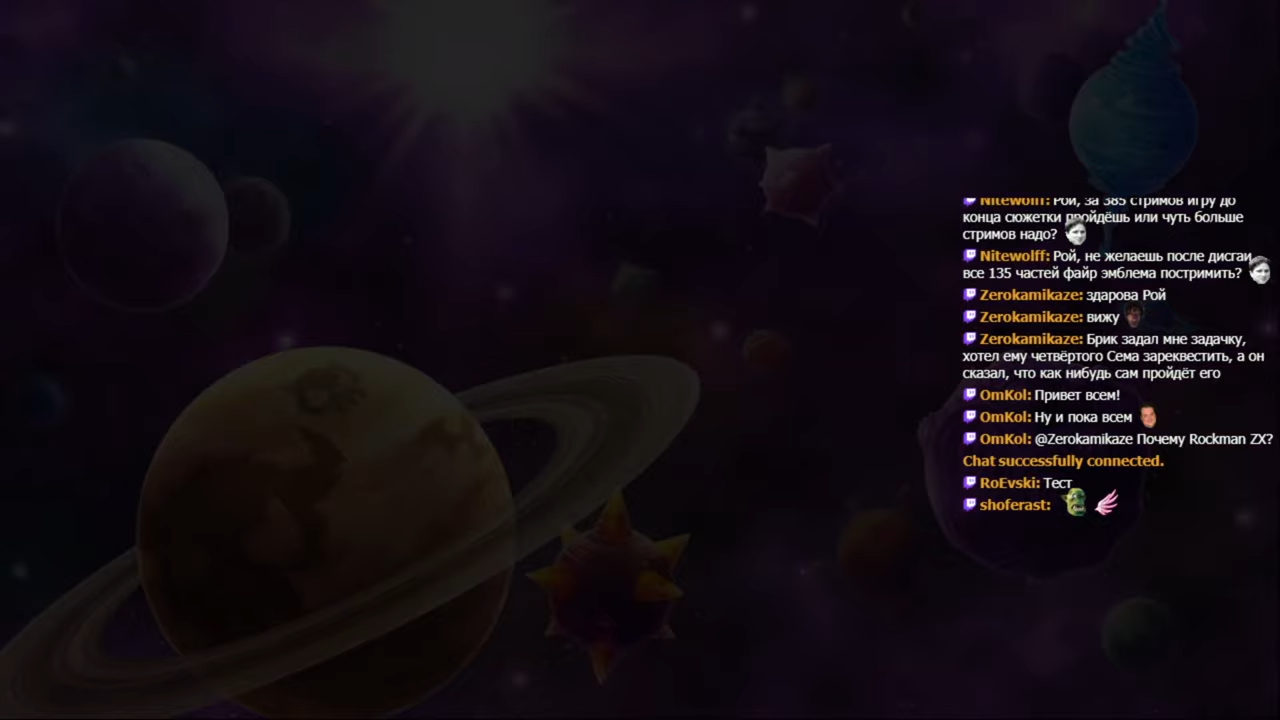 Nitewolff: Рой, за 385 стримов игру до
конца сюжетки пройдёшь или чуть больше
стримов надо?
Nitewolff: Рой, не желаешь после дисгаи
все 135 частей файр эмблема постримить?
Zerokamikaze: здарова Рой
Zerokamikaze: вижу
Zerokamikaze: Брик задал мне задачку,
хотел ему четвёртого Сема зареквестить, а он
сказал, что как нибудь сам пройдёт его
OmKol: Привет всем!
OmKol: Ну и пока всем
OmKol: @Zerokamikaze Почему Rockman ZX?
Chat successfully connected.
RoEvski: Тест
shoferast: